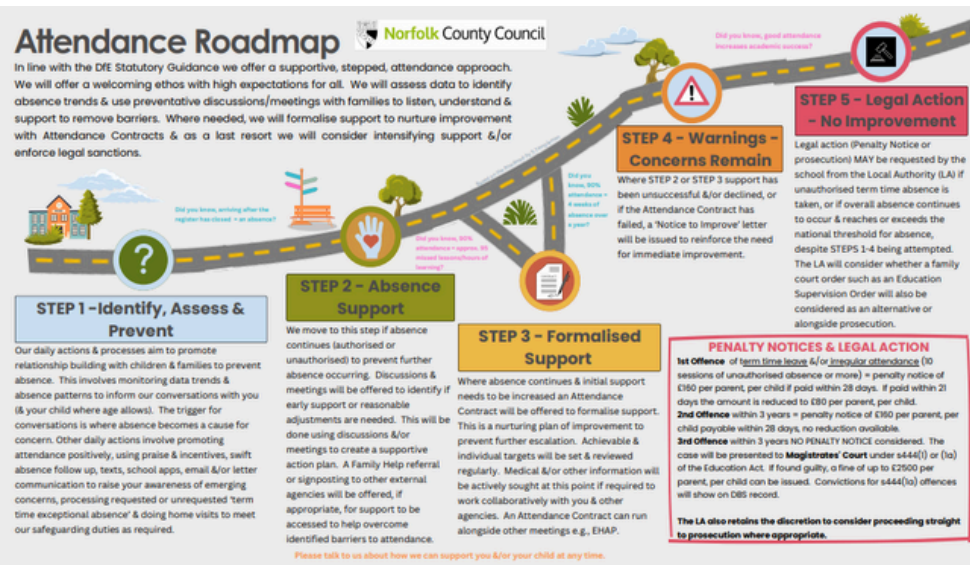 Attendance Roadmap
Norfolk County Council
In line with the DfE Statutory Guidance we offer a supportive, stepped, attendance approach.
We will offer a welcoming ethos with high expectations for all. We will assess data to identify
absence trends & use preventative discussions/meetings with families to listen, understand &
support to remove barriers. Where needed, we will formalise support to nurture improvement
with Attendance Contracts & as a last resort we will consider intensifying support &/or
enforce legal sanctions.
Did you know, arriving after the
register has closed = an absence?
STEP 1 -Identify, Assess &
Prevent
Our daily actions & processes aim to promote
relationship building with children & families to prevent
absence. This involves monitoring data trends &
absence patterns to inform our conversations with you
(& your child where age allows). The trigger for
conversations is where absence becomes a cause for
concern. Other daily actions involve promoting
attendance positively, using praise & incentives, swift
absence follow up, texts, school apps, email &/or letter
communication to raise your awareness of emerging
concerns, processing requested or unrequested 'term
time exceptional absence' & doing home visits to meet
our safeguarding duties as required.
Did you know, 90%
attendance = approx. 95
missed lessons/hours of
learning?
STEP 2 - Absence
Support
We move to this step if absence
continues (authorised or
unauthorised) to prevent further
absence occurring. Discussions &
meetings will be offered to identify if
early support or reasonable
adjustments are needed. This will be
done using discussions &/or
meetings to create a supportive
action plan. A Family Help referral
or signposting to other external
agencies will be offered, if
appropriate, for support to be
accessed to help overcome
identified barriers to attendance.
Did you
know, 90%
attendance =
4 weeks of
absence over
a year?
STEP 3 - Formalised
Support
Where absence continues & initial support
needs to be increased an Attendance
Contract will be offered to formalise support.
This is a nurturing plan of improvement to
prevent further escalation. Achievable &
individual targets will be set & reviewed
regularly. Medical &/or other information will
be actively sought at this point if required to
work collaboratively with you & other
agencies. An Attendance Contract can run
alongside other meetings e.g., EHAP.
STEP 4 - Warnings -
Concerns Remain
Where STEP 2 or STEP 3 support has
been unsuccessful &/or declined, or
if the Attendance Contract has
failed, a 'Notice to Improve' letter
will be issued to reinforce the need
for immediate improvement.
Did you know, good attendance
increases academic success?
STEP 5 - Legal Action
- No Improvement
Legal action (Penalty Notice or
prosecution) MAY be requested by the
school from the Local Authority (LA) if
unauthorised term time absence is
taken, or if overall absence continues
to occur & reaches or exceeds the
national threshold for absence,
despite STEPS 1-4 being attempted.
The LA will consider whether a family
court order such as an Education
Supervision Order will also be
considered as an alternative or
alongside prosecution.
PENALTY NOTICES & LEGAL ACTION
1st Offence of term time leave &/or irregular attendance (10
sessions of unauthorised absence or more) = penalty notice of
£160 per parent, per child if paid within 28 days. If paid within 21
days the amount is reduced to £80 per parent, per child.
2nd Offence within 3 years = penalty notice of £160 per parent, per
child payable within 28 days, no reduction available.
3rd Offence within 3 years NO PENALTY NOTICE considered. The
case will be presented to Magistrates' Court under s444(1) or (1a)
of the Education Act. If found guilty, a fine of up to £2500 per
parent, per child can be issued. Convictions for s444(1a) offences
will show on DBS record.
The LA also retains the discretion to consider proceeding straight
to prosecution where appropriate.
Please talk to us about how we can support you &/or your child at any time.